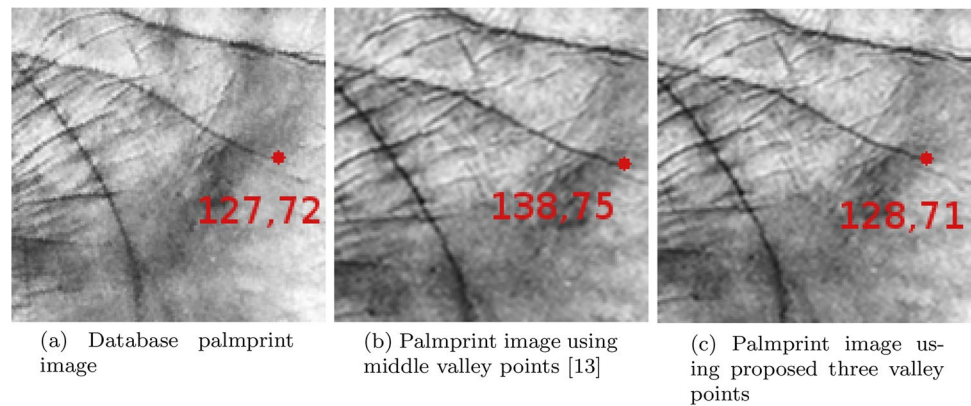 127,72
138,75
128,71
(a) Database palmprint
image
(b) Palmprint image using
middle valley points [13]
(c) Palmprint image us-
ing proposed three valley
points